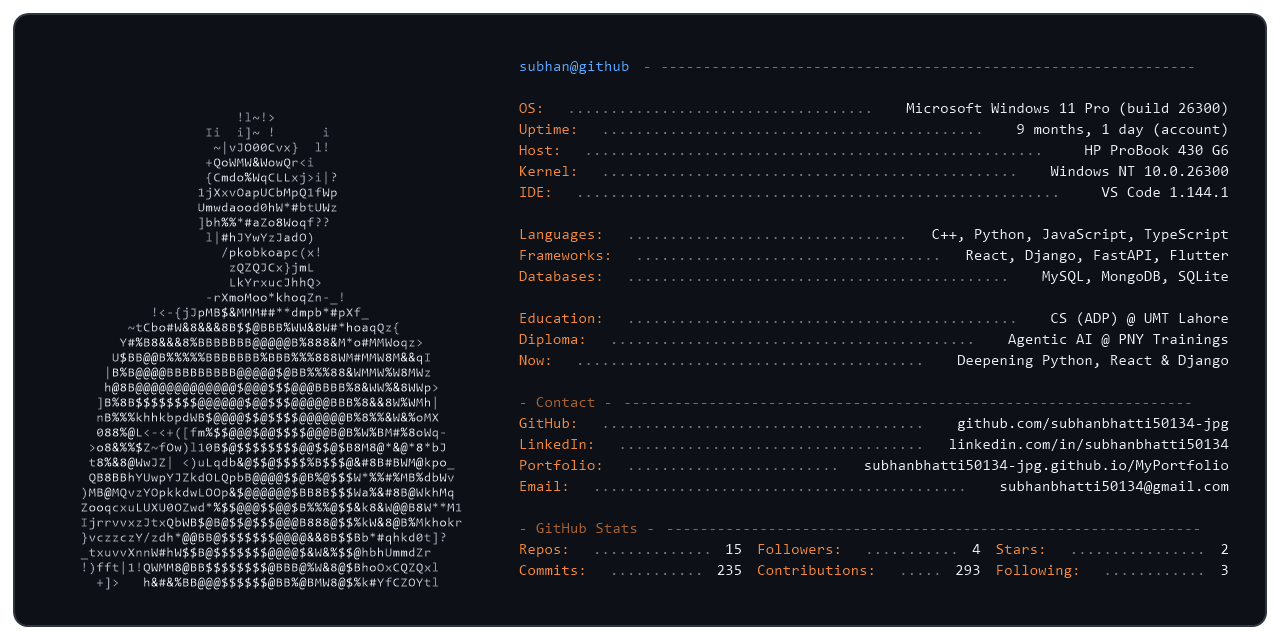 subhan@github - ---------------------------------------------------------------
OS: .................................... Microsoft Windows 11 Pro (build 26300)
Uptime: ............................................. 9 months, 1 day (account)
Host: ...................................................... HP ProBook 430 G6
Kernel: ................................................. Windows NT 10.0.26300
IDE: ......................................................... VS Code 1.144.1
Languages: ................................. C++, Python, JavaScript, TypeScript
Frameworks: .................................... React, Django, FastAPI, Flutter
Databases: ............................................. MySQL, MongoDB, SQLite
Education: .............................................. CS (ADP) @ UMT Lahore
Diploma: ............................................ Agentic AI @ PNY Trainings
Now: ......................................... Deepening Python, React & Django
- Contact - ---------------------------------------------------------------------
GitHub: .......................................... github.com/subhanbhatti50134-jpg
LinkedIn: ...................................... linkedin.com/in/subhanbhatti50134
Portfolio: ........................... subhanbhatti50134-jpg.github.io/MyPortfolio
Email: .............................................. subhanbhatti50134@gmail.com
- GitHub Stats - ---------------------------------------------------------------
Repos: .............. 15 Followers: ........... 4 Stars: ................ 2
Commits: ........... 235 Contributions: ..... 293 Following: ............ 3